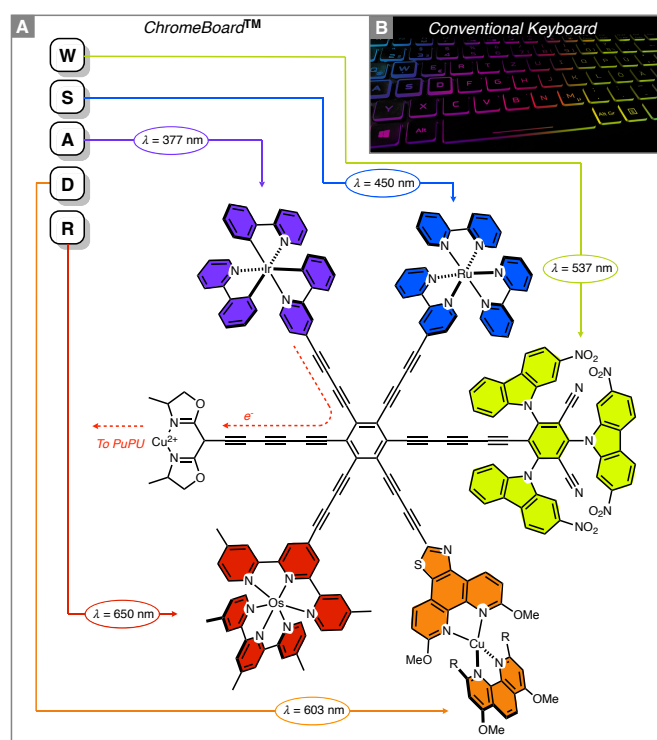 A
ChromeBoard™
B
Conventional Keyboard
W
S
A
λ = 377 nm
D
λ = 450 nm
R
Ir
N
N
N
Ru
N
N
N
N
N
N
λ = 537 nm
NO₂
NO₂
N
CN
N
N
CN
O₂N
NO₂
e⁻
To PuPU
O
N
Cu²⁺
N
O
N
N
N
Os
N
N
N
λ = 650 nm
S
N
N
OMe
N
MeO
Cu
R
N
N
R
OMe
MeO
λ = 603 nm